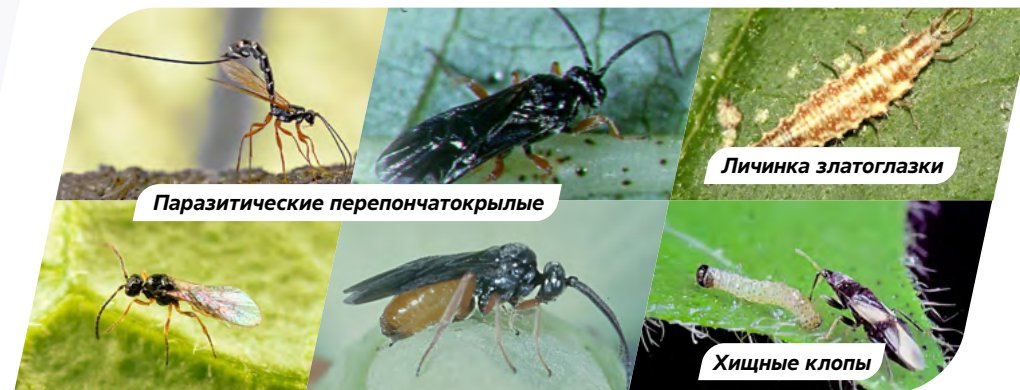 Личинка златоглазки
Паразитические перепончатокрылые
Хищные клопы